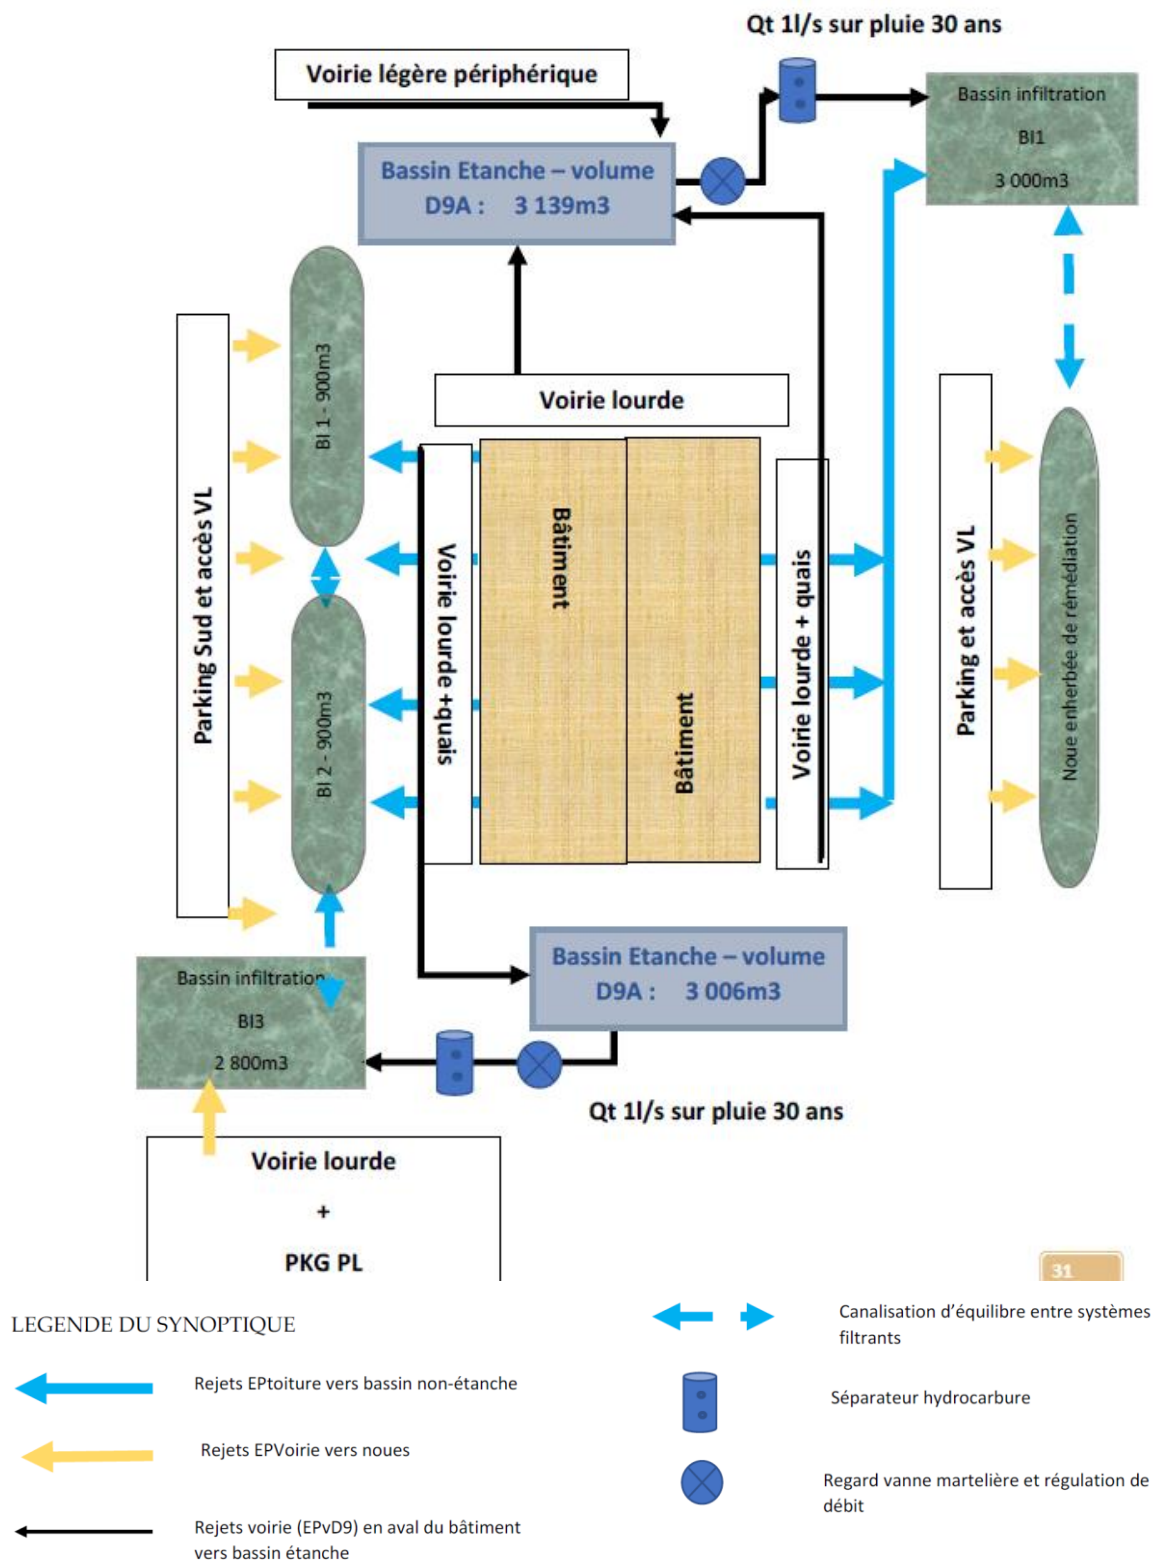 Qt 1l/s sur pluie 30 ans
Voirie légère périphérique
Bassin infiltration
BI1
3 000m3
Bassin Etanche – volume
D9A : 3 139m3
BI 1 - 900m3
Voirie lourde
Parking Sud et accès VL
Voirie lourde +quais
Bâtiment
Bâtiment
Voirie lourde + quais
Parking et accès VL
Noue enherbée de rémédiation
BI 2 - 900m3
Bassin Etanche – volume
D9A : 3 006m3
Bassin infiltration
BI3
2 800m3
Qt 1l/s sur pluie 30 ans
Voirie lourde
+
PKG PL
31
LEGENDE DU SYNOPTIQUE
Rejets EPtoiture vers bassin non-étanche
Rejets EPVoirie vers noues
Rejets voirie (EPvD9) en aval du bâtiment
vers bassin étanche
Canalisation d'équilibre entre systèmes
filtrants
Séparateur hydrocarbure
Regard vanne martelière et régulation de
débit